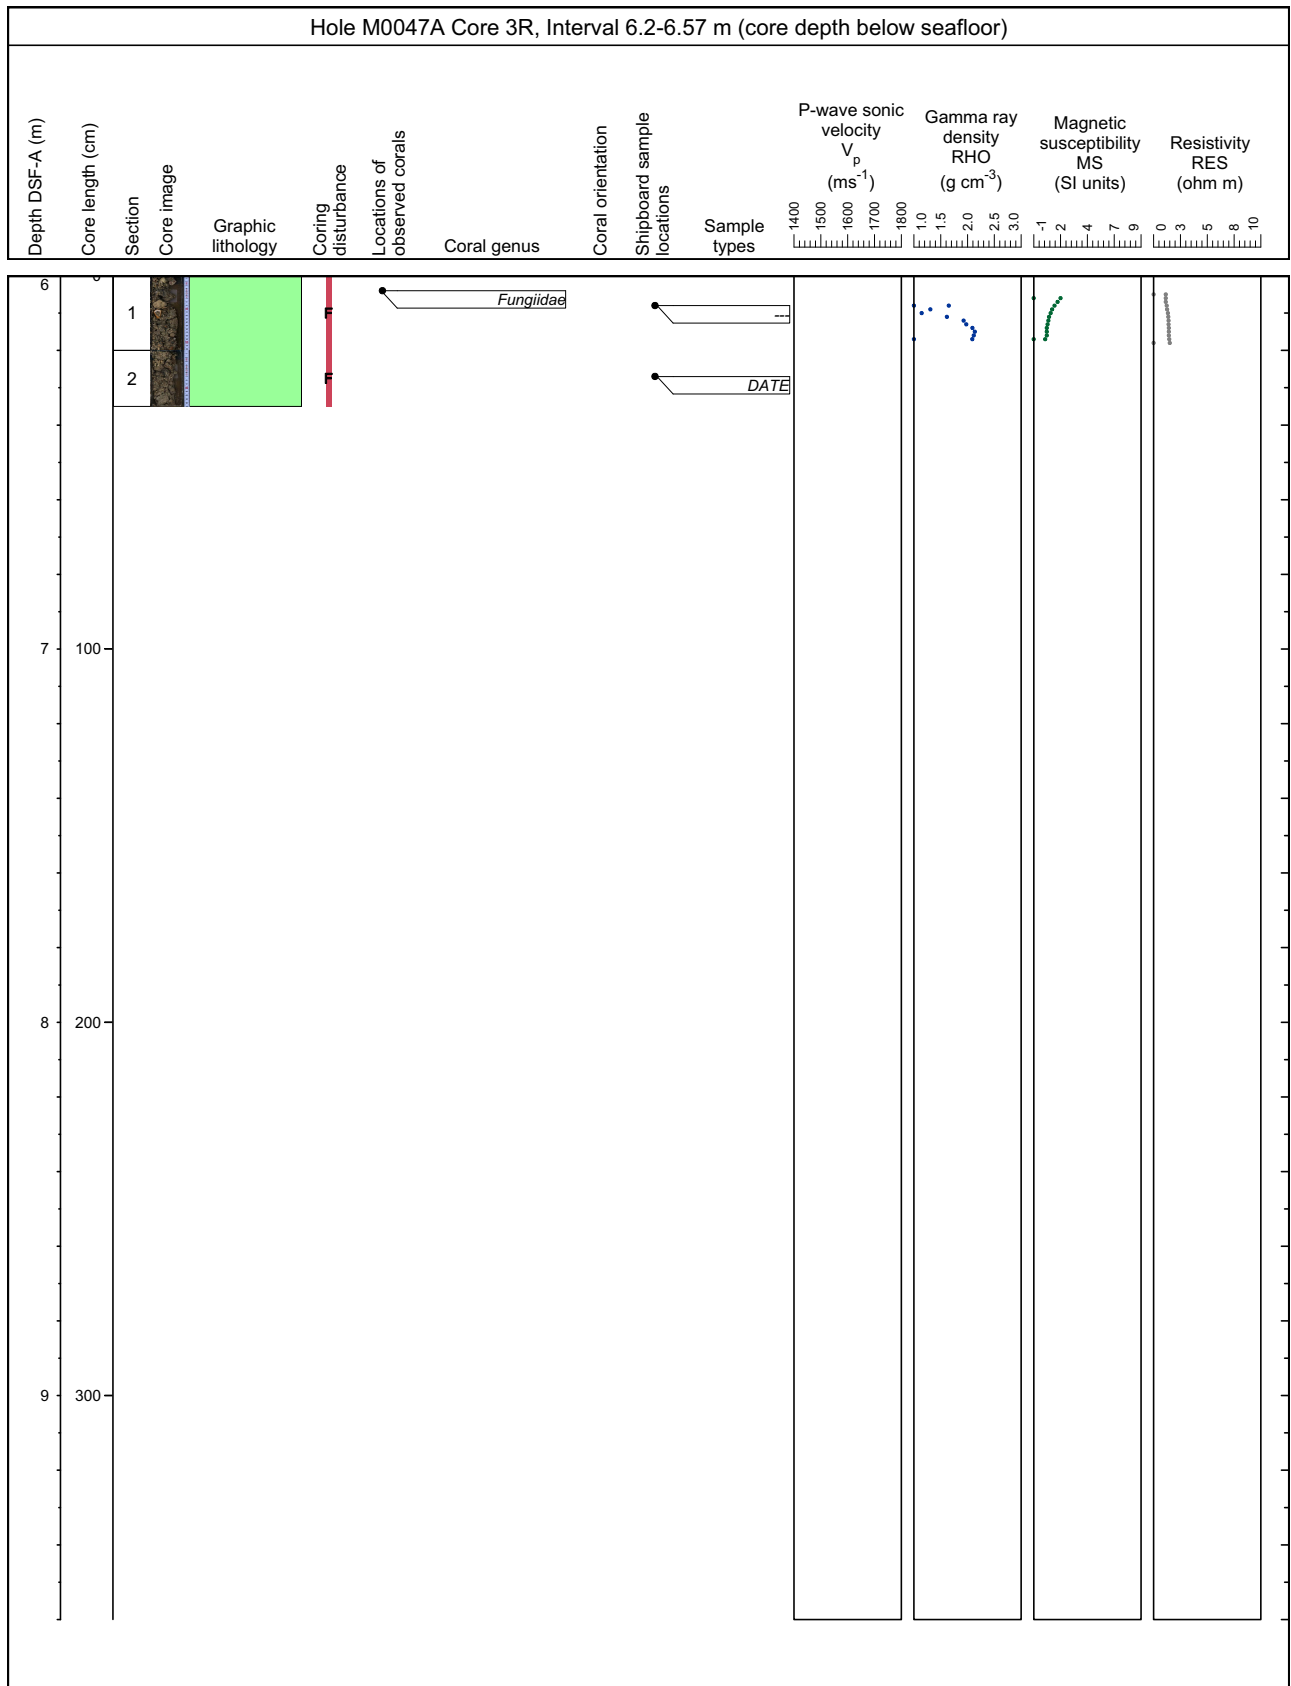 Hole M0047A Core 3R, Interval 6.2-6.57 m (core depth below seafloor)
Depth DSF-A (m)
Core length (cm)
Section
Core image
Graphic
lithology
Coring
disturbance
Locations of
observed corals
Coral genus
Coral orientation
Shipboard sample
locations
Sample
types
P-wave sonic
velocity
Vp
(ms-1)
Gamma ray
density
RHO
(g cm-3)
Magnetic
susceptibility
MS
(SI units)
Resistivity
RES
(ohm m)
1400 1500 1600 1700 1800
1.0 1.5 2.0 2.5 3.0
-1 2 4 7 9
0 3 5 8 10
6 0
1 F Fungiidae ---
2 F DATE
7 100
8 200
9 300